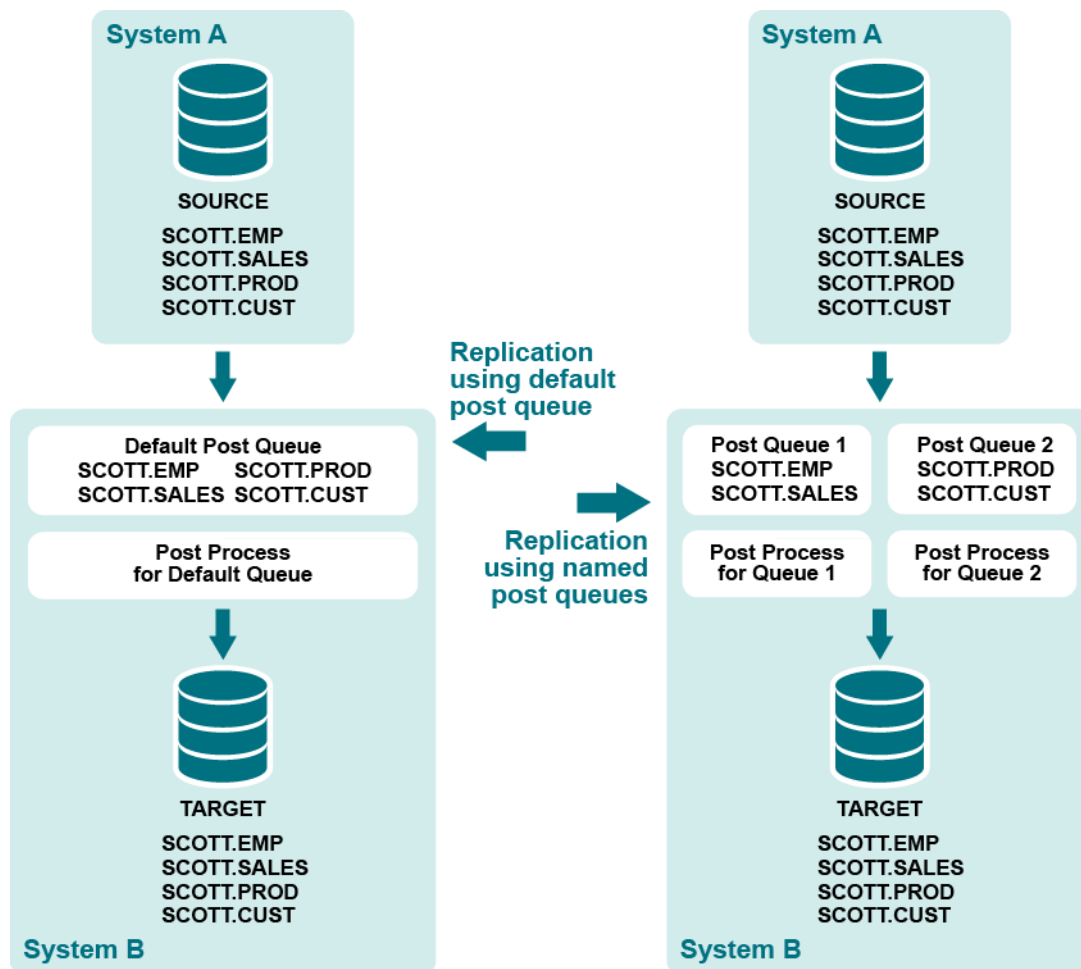 System A
SOURCE
SCOTT.EMP
SCOTT.SALES
SCOTT.PROD
SCOTT.CUST
Default Post Queue
SCOTT.EMP SCOTT.PROD
SCOTT.SALES SCOTT.CUST
Post Process
for Default Queue
TARGET
SCOTT.EMP
SCOTT.SALES
SCOTT.PROD
SCOTT.CUST
System B
Replication
using default
post queue
Replication
using named
post queues
System A
SOURCE
SCOTT.EMP
SCOTT.SALES
SCOTT.PROD
SCOTT.CUST
Post Queue 1
SCOTT.EMP
SCOTT.SALES
Post Queue 2
SCOTT.PROD
SCOTT.CUST
Post Process
for Queue 1
Post Process
for Queue 2
TARGET
SCOTT.EMP
SCOTT.SALES
SCOTT.PROD
SCOTT.CUST
System B